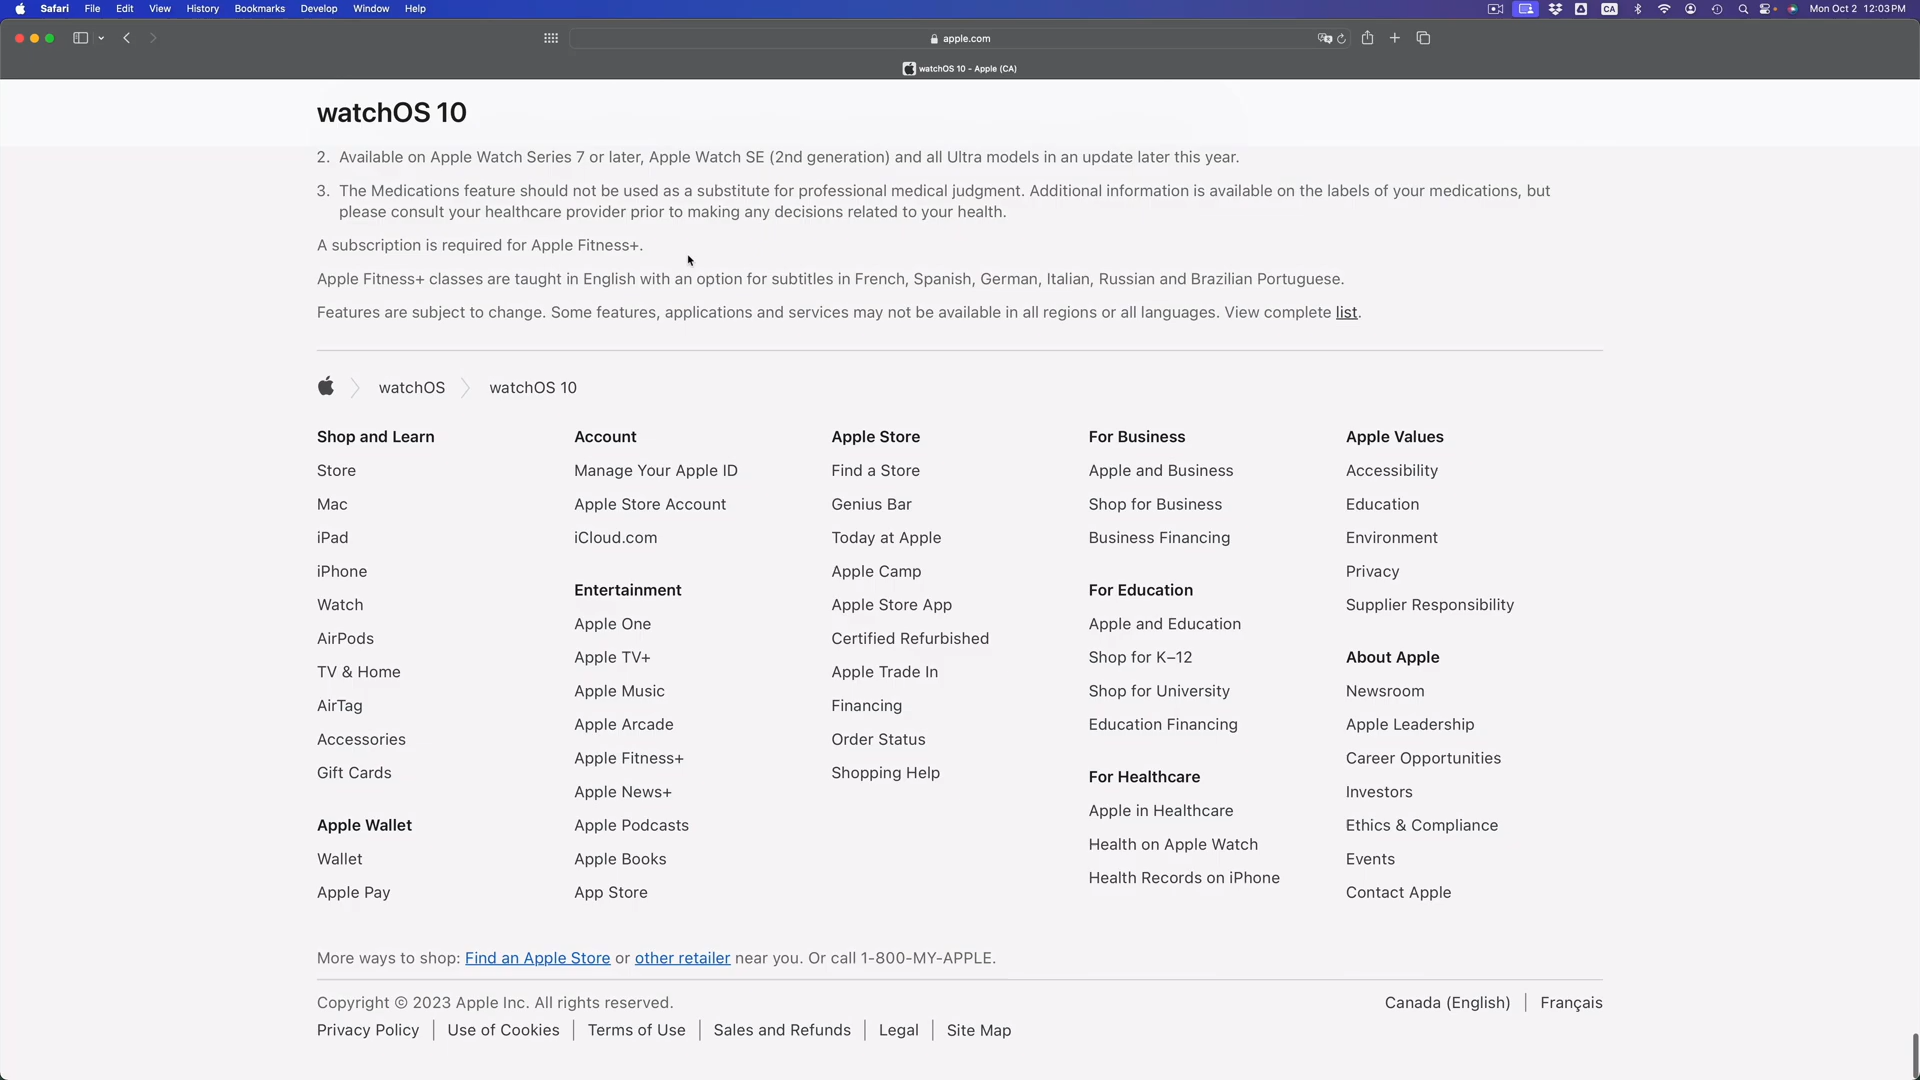 Safari File Edit View History Bookmarks Develop Window Help
CA
Mon Oct 2 12:03 PM
apple.com
watchOS 10 - Apple (CA)
watchOS 10
2. Available on Apple Watch Series 7 or later, Apple Watch SE (2nd generation) and all Ultra models in an update later this year.
3. The Medications feature should not be used as a substitute for professional medical judgment. Additional information is available on the labels of your medications, but
please consult your healthcare provider prior to making any decisions related to your health.
A subscription is required for Apple Fitness+.
Apple Fitness+ classes are taught in English with an option for subtitles in French, Spanish, German, Italian, Russian and Brazilian Portuguese.
Features are subject to change. Some features, applications and services may not be available in all regions or all languages. View complete list.
watchOS
watchOS 10
Shop and Learn
Store
Mac
iPad
iPhone
Watch
AirPods
TV & Home
AirTag
Accessories
Gift Cards
Apple Wallet
Wallet
Apple Pay
Account
Manage Your Apple ID
Apple Store Account
iCloud.com
Entertainment
Apple One
Apple TV+
Apple Music
Apple Arcade
Apple Fitness+
Apple News+
Apple Podcasts
Apple Books
App Store
Apple Store
Find a Store
Genius Bar
Today at Apple
Apple Camp
Apple Store App
Certified Refurbished
Apple Trade In
Financing
Order Status
Shopping Help
For Business
Apple and Business
Shop for Business
Business Financing
For Education
Apple and Education
Shop for K–12
Shop for University
Education Financing
For Healthcare
Apple in Healthcare
Health on Apple Watch
Health Records on iPhone
Apple Values
Accessibility
Education
Environment
Privacy
Supplier Responsibility
About Apple
Newsroom
Apple Leadership
Career Opportunities
Investors
Ethics & Compliance
Events
Contact Apple
More ways to shop: Find an Apple Store or other retailer near you. Or call 1-800-MY-APPLE.
Copyright © 2023 Apple Inc. All rights reserved.
Canada (English) | Français
Privacy Policy | Use of Cookies | Terms of Use | Sales and Refunds | Legal | Site Map